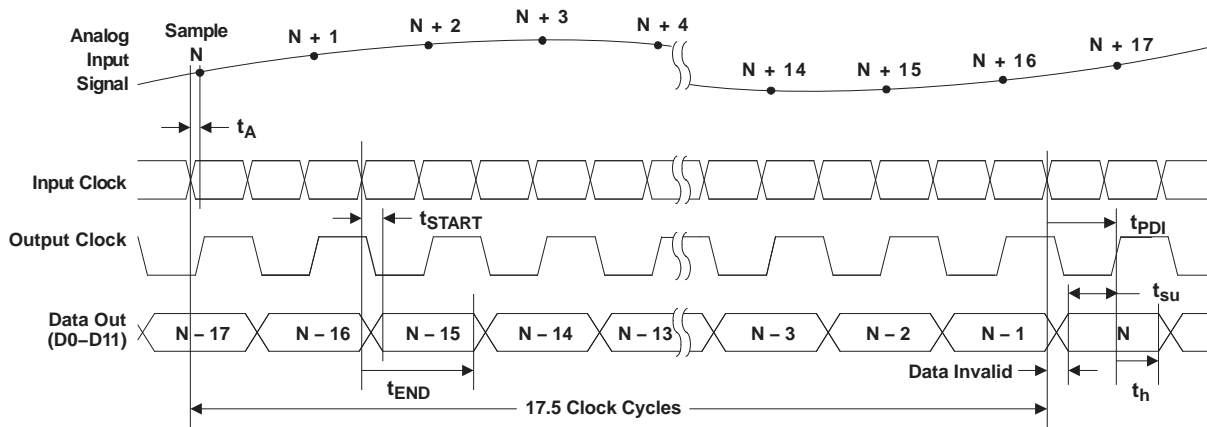 Analog
Input
Signal
Sample
N
N + 1
N + 2
N + 3
N + 4
N + 14
N + 15
N + 16
N + 17
tA
Input Clock
tSTART
tPDI
Output Clock
tsu
Data Out
(D0–D11)
N – 17
N – 16
N – 15
N – 14
N – 13
N – 3
N – 2
N – 1
N
tEND
Data Invalid
th
17.5 Clock Cycles